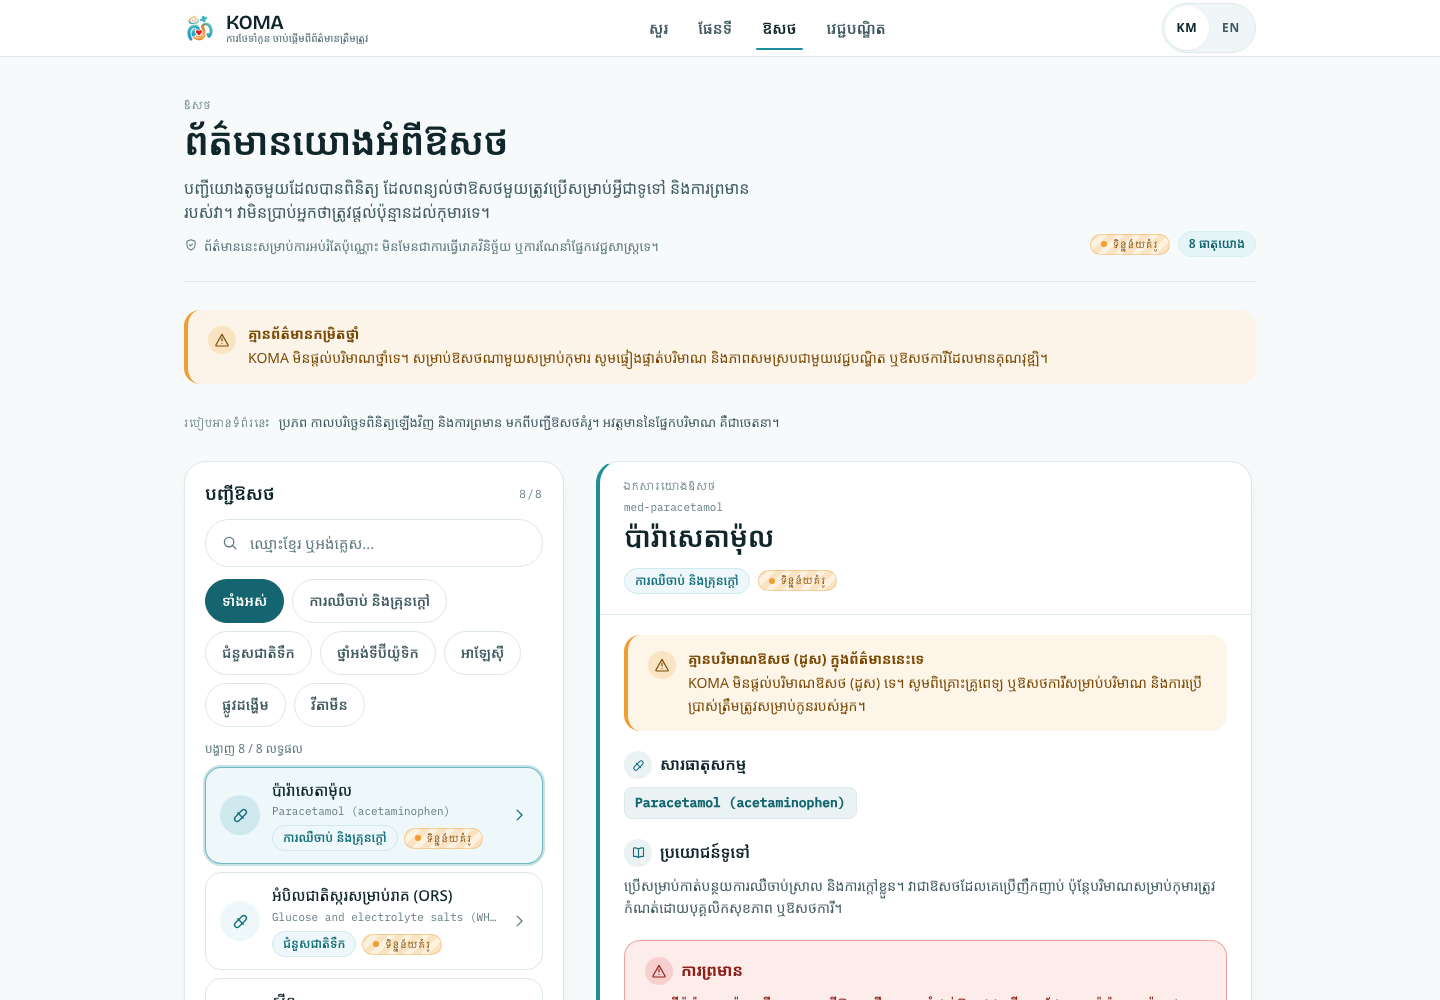 KOMA
ការថែទាំកូន ចាប់ផ្តើមពីព័ត៌មានត្រឹមត្រូវ
សួរ
ផែនទី
ឱសថ
វេជ្ជបណ្ឌិត
KM
EN
ឱសថ
ព័ត៌មានយោងអំពីឱសថ
បញ្ជីយោងតូចមួយដែលបានពិនិត្យ ដែលពន្យល់ថាឱសថមួយត្រូវប្រើសម្រាប់អ្វីជាទូទៅ និងការព្រមាន
របស់វា។ វាមិនប្រាប់អ្នកថាត្រូវផ្តល់ប៉ុន្មានដល់កុមារទេ។
ព័ត៌មាននេះសម្រាប់ការអប់រំតែប៉ុណ្ណោះ មិនមែនជាការធ្វើរោគវិនិច្ឆ័យ ឬការណែនាំផ្នែកវេជ្ជសាស្ត្រទេ។
ទិន្នន័យគំរូ
8 ធាតុយោង
គ្មានព័ត៌មានកម្រិតថ្នាំ
KOMA មិនផ្តល់បរិមាណថ្នាំទេ។ សម្រាប់ឱសថណាមួយសម្រាប់កុមារ សូមផ្ទៀងផ្ទាត់បរិមាណ និងភាពសមស្របជាមួយវេជ្ជបណ្ឌិត ឬឱសថការីដែលមានគុណវុឌ្ឍិ។
របៀបអានទំព័រនេះ ប្រភព កាលបរិច្ឆេទពិនិត្យឡើងវិញ និងការព្រមាន មកពីបញ្ជីឱសថគំរូ។ អវត្តមាននៃផ្នែកបរិមាណ គឺជាចេតនា។
បញ្ជីឱសថ
8/8
ឈ្មោះខ្មែរ ឬអង់គ្លេស...
ទាំងអស់
ការឈឺចាប់ និងគ្រុនក្តៅ
ជំនួសជាតិទឹក
ថ្នាំអង់ទីប៊ីយ៉ូទិក
អាឡែស៊ី
ផ្លូវដង្ហើម
វីតាមីន
បង្ហាញ 8 / 8 លទ្ធផល
ប៉ារ៉ាសេតាម៉ុល
Paracetamol (acetaminophen)
ការឈឺចាប់ និងគ្រុនក្តៅ
ទិន្នន័យគំរូ
អំបិលជាតិស្ករសម្រាប់រាគ (ORS)
Glucose and electrolyte salts (WH…
ជំនួសជាតិទឹក
ទិន្នន័យគំរូ
ឯកសារយោងឱសថ
med-paracetamol
ប៉ារ៉ាសេតាម៉ុល
ការឈឺចាប់ និងគ្រុនក្តៅ
ទិន្នន័យគំរូ
គ្មានបរិមាណឱសថ (ដូស) ក្នុងព័ត៌មាននេះទេ
KOMA មិនផ្តល់បរិមាណឱសថ (ដូស) ទេ។ សូមពិគ្រោះគ្រូពេទ្យ ឬឱសថការីសម្រាប់បរិមាណ និងការប្រើ
ប្រាស់ត្រឹមត្រូវសម្រាប់កូនរបស់អ្នក។
សារធាតុសកម្ម
Paracetamol (acetaminophen)
ប្រយោជន៍ទូទៅ
ប្រើសម្រាប់កាត់បន្ថយការឈឺចាប់ស្រាល និងការក្តៅខ្លួន។ វាជាឱសថដែលគេប្រើញឹកញាប់ ប៉ុន្តែបរិមាណសម្រាប់កុមារត្រូវ
កំណត់ដោយបុគ្គលិកសុខភាព ឬឱសថការី។
ការព្រមាន